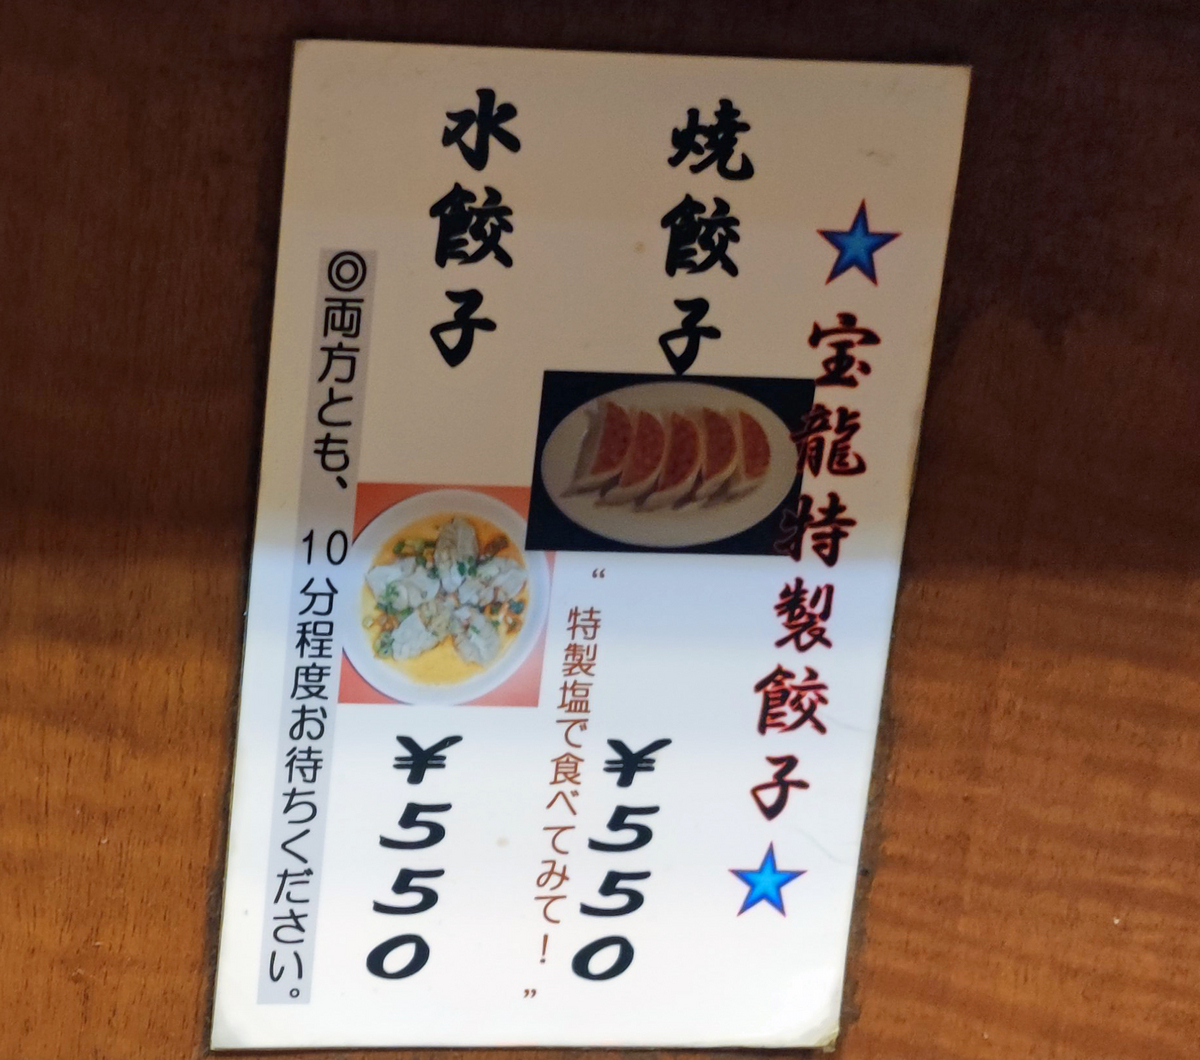 ★宝龍特製餃子★
焼餃子 ¥550
“特製塩で食べてみて！”
水餃子 ¥550
◎両方とも、10分程度お待ちください。